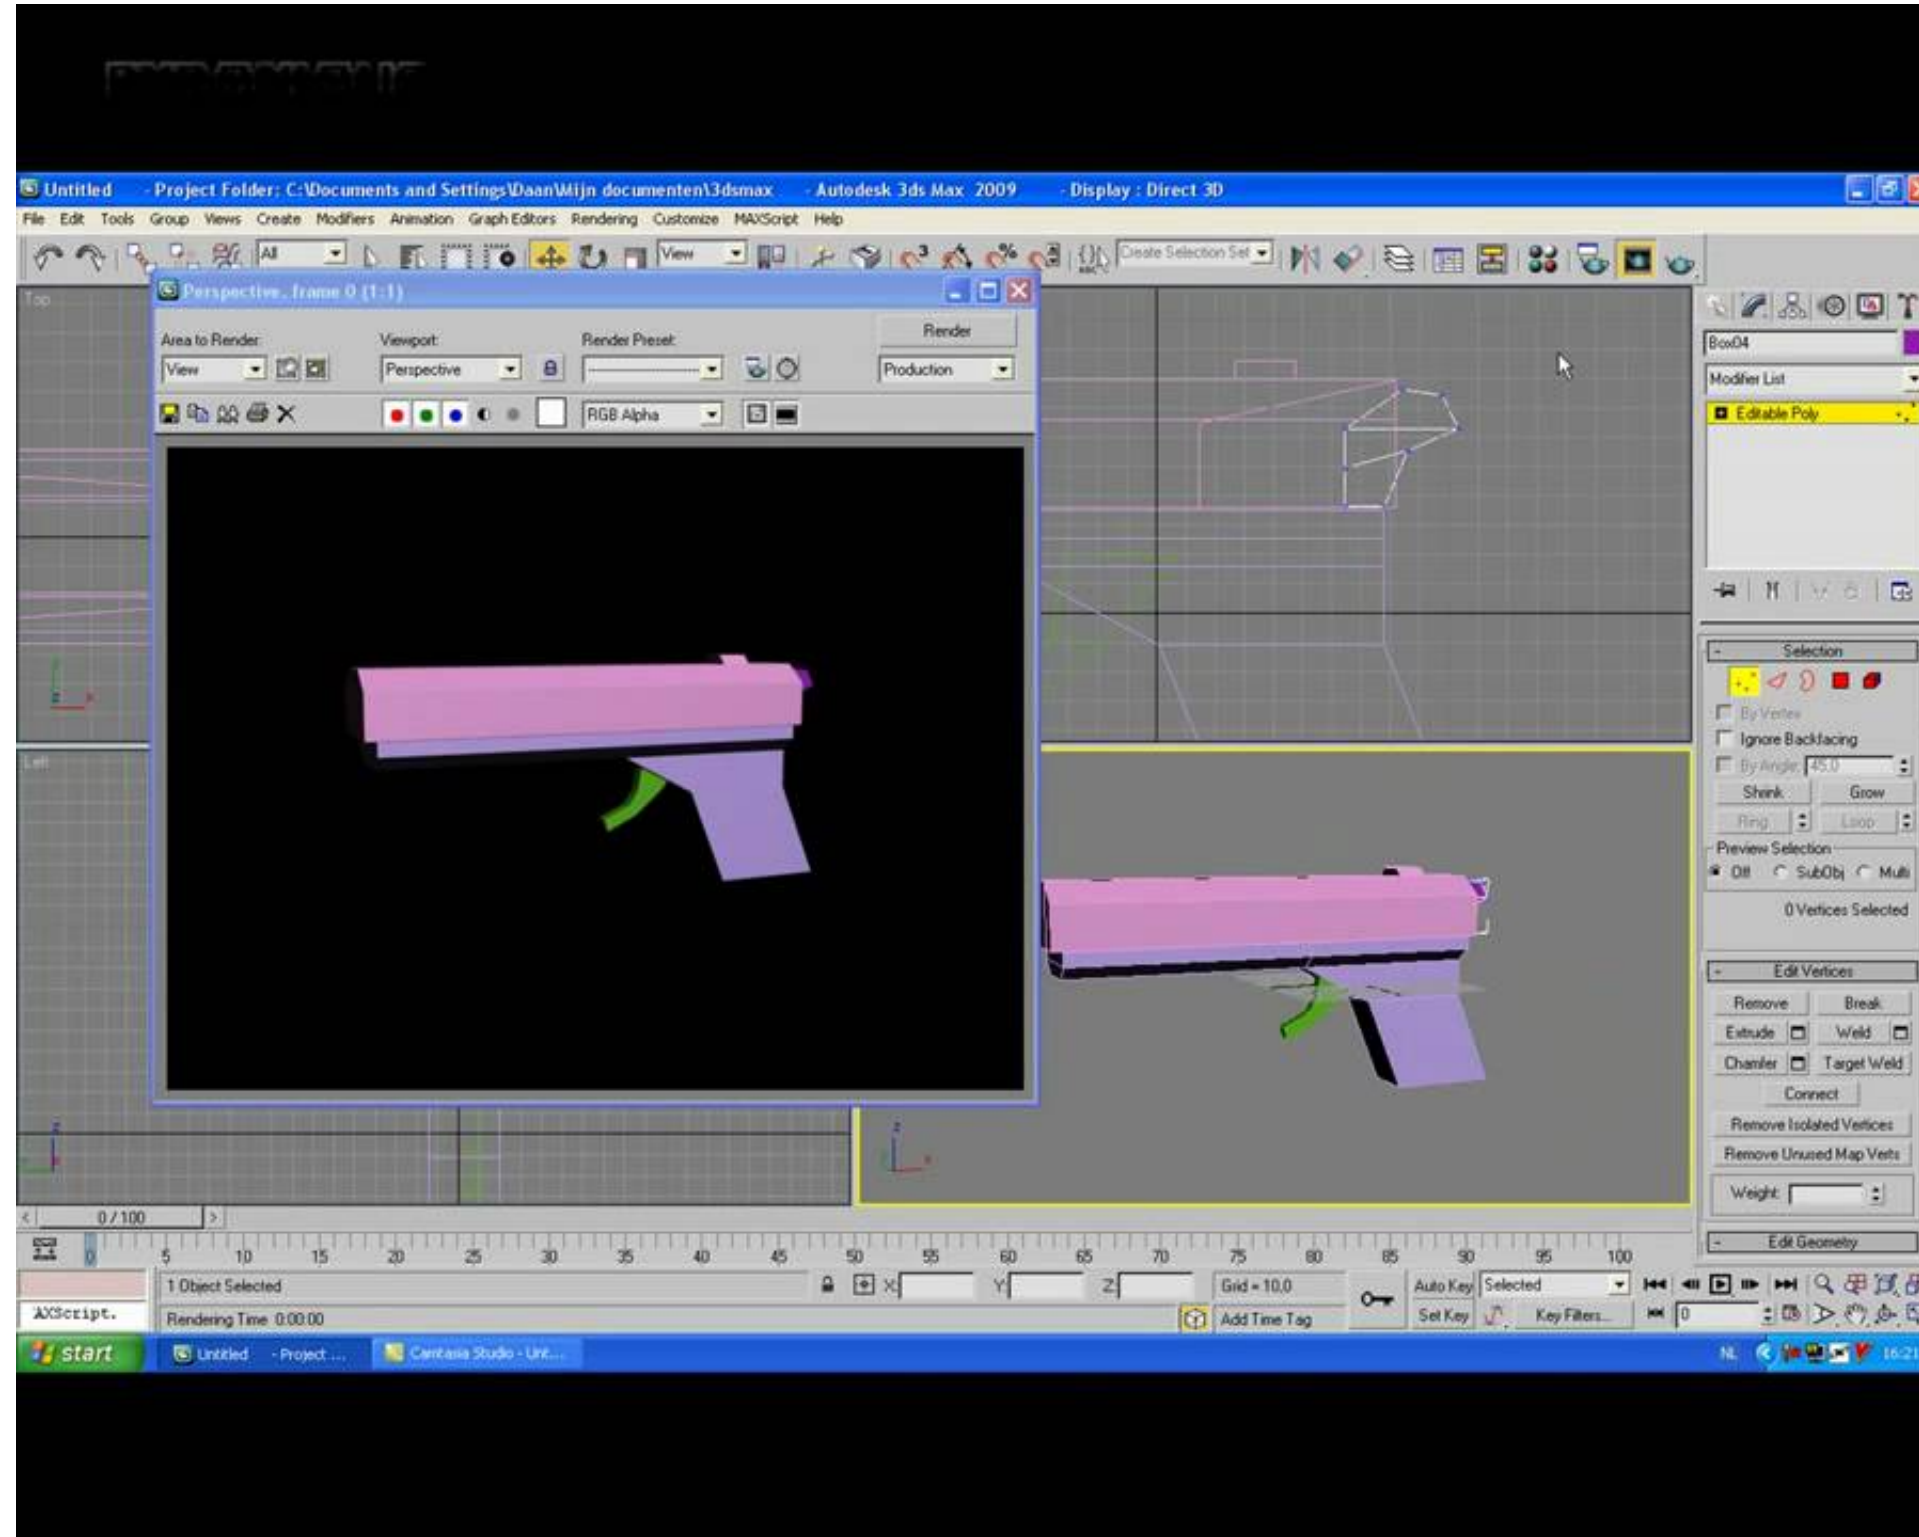 Untitled - Project Folder: C:\Documents and Settings\Daan\Mijn documenten\3dsmax - Autodesk 3ds Max 2009 - Display : Direct 3D
File Edit Tools Group Views Create Modifiers Animation Graph Editors Rendering Customize MAXScript Help
All View Create Selection Set
Top
Perspective, frame 0 (1:1)
Area to Render: Viewport: Render Preset: Render
View Perspective Production
RGB Alpha
Box04
Modifier List
Editable Poly
Left
Selection
By Vertex
Ignore Backfacing
By Angle: 45.0
Shrink Grow
Ring Loop
Preview Selection
Off SubObj Multi
0 Vertices Selected
Edit Vertices
Remove Break
Extrude Weld
Chamfer Target Weld
Connect
Remove Isolated Vertices
Remove Unused Map Verts
Weight:
Edit Geometry
z x
z
z x
0 / 100
0 5 10 15 20 25 30 35 40 45 50 55 60 65 70 75 80 85 90 95 100
1 Object Selected X: Y: Z: Grid = 10,0 Auto Key Selected
AXScript. Rendering Time 0:00:00 Add Time Tag Set Key Key Filters... 0
start Untitled - Project ... Camtasia Studio - Unt... NL 16:21